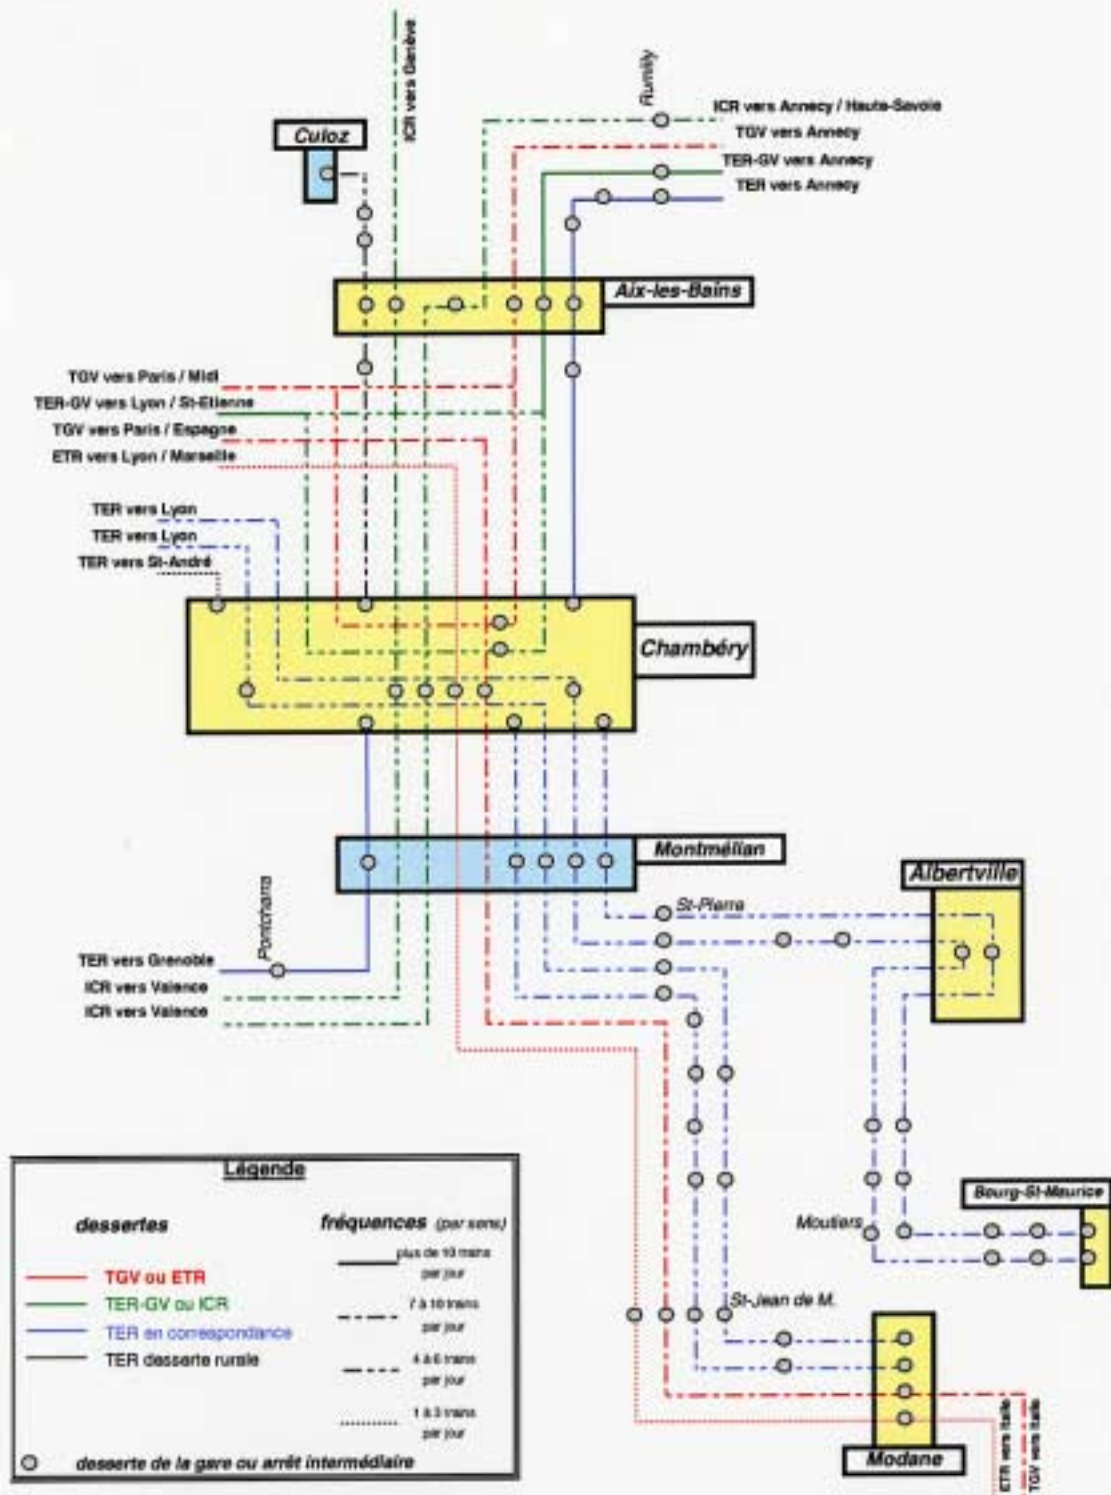 ICR vers Genève
Rumilly
ICR vers Annecy / Haute-Savoie
TGV vers Annecy
TER-GV vers Annecy
TER vers Annecy
Culoz
Aix-les-Bains
TGV vers Paris / Midi
TER-GV vers Lyon / St-Etienne
TGV vers Paris / Espagne
ETR vers Lyon / Marseille
TER vers Lyon
TER vers Lyon
TER vers St-André
Chambéry
Montmélian
Albertville
St-Pierre
Pontcharra
TER vers Grenoble
ICR vers Valence
ICR vers Valence
Bourg-St-Maurice
Moutiers
St-Jean de M.
Modane
ETR vers Italie
TGV vers Italie
Légende
dessertes
fréquences (par sens)
plus de 10 trains
par jour
TGV ou ETR
TER-GV ou ICR
7 à 10 trains
par jour
TER en correspondance
TER desserte rurale
4 à 6 trains
par jour
1 à 3 trains
par jour
desserte de la gare ou arrêt intermédiaire